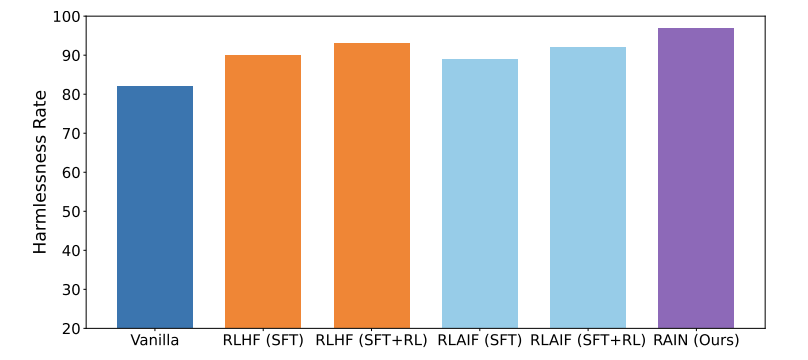 100
90
80
70
60
50
40
30
20
Harmlessness Rate
Vanilla
RLHF (SFT)
RLHF (SFT+RL)
RLAIF (SFT)
RLAIF (SFT+RL)
RAIN (Ours)